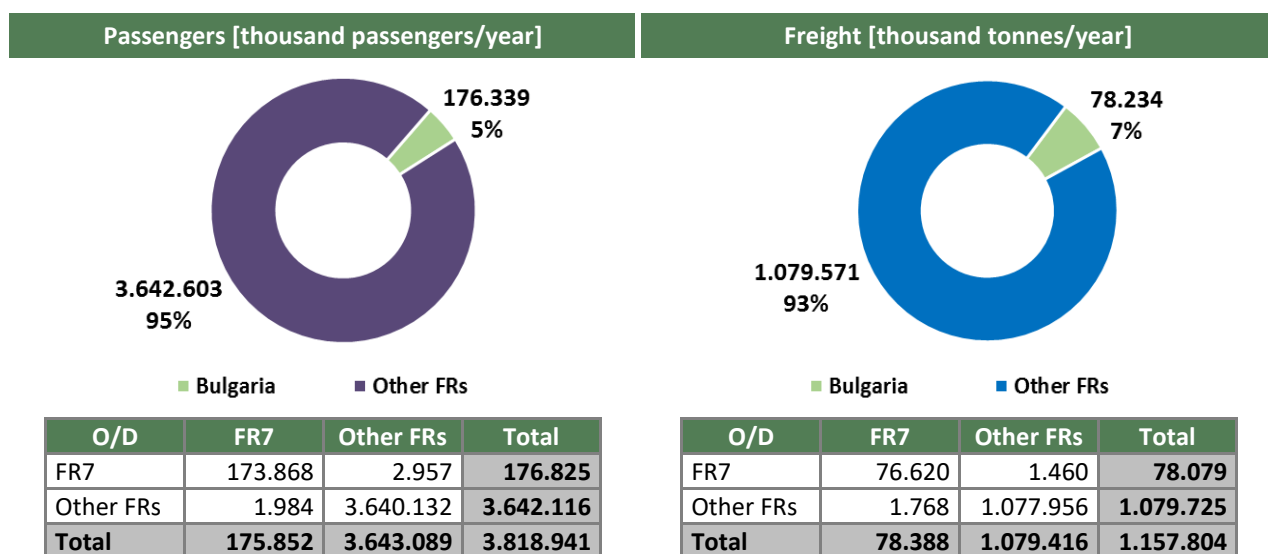 Passengers [thousand passengers/year]
176.339
5%
3.642.603
95%
Bulgaria Other FRs
O/D FR7 Other FRs Total
FR7 173.868 2.957 176.825
Other FRs 1.984 3.640.132 3.642.116
Total 175.852 3.643.089 3.818.941
Freight [thousand tonnes/year]
78.234
7%
1.079.571
93%
Bulgaria Other FRs
O/D FR7 Other FRs Total
FR7 76.620 1.460 78.079
Other FRs 1.768 1.077.956 1.079.725
Total 78.388 1.079.416 1.157.804